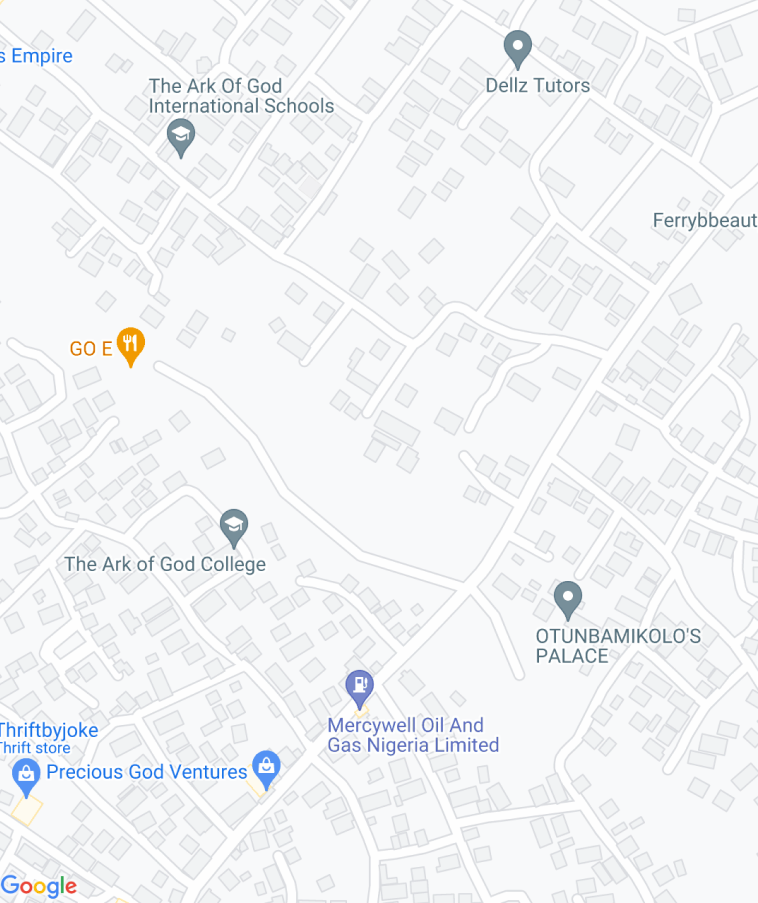 s Empire
The Ark Of God
International Schools
Dellz Tutors
Ferrybbeaut
GO E
The Ark of God College
OTUNBAMIKOLO'S
PALACE
Mercywell Oil And
Gas Nigeria Limited
Thriftbyjoke
Thrift store
Precious God Ventures
Google